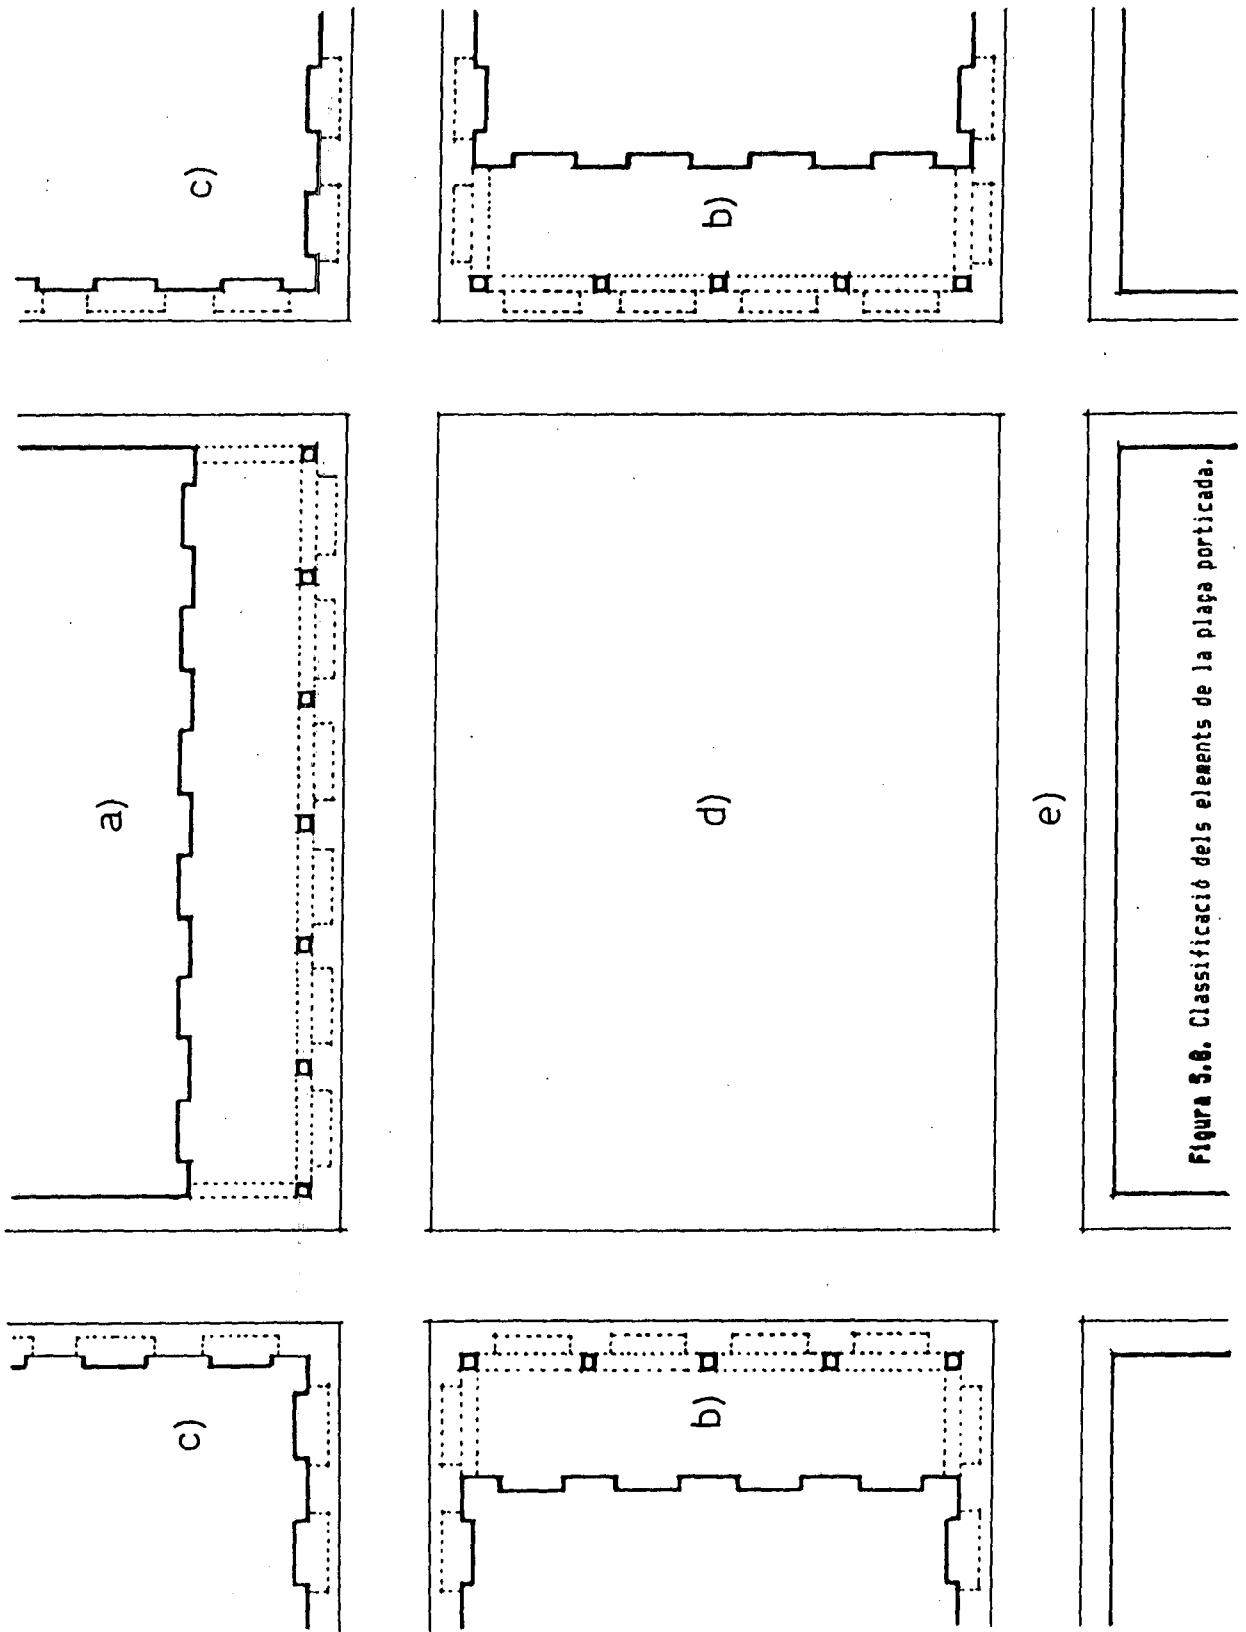 a)
c)
c)
b)
d)
b)
e)
Figura 5.8. Classificació dels elements de la plaça porticada.